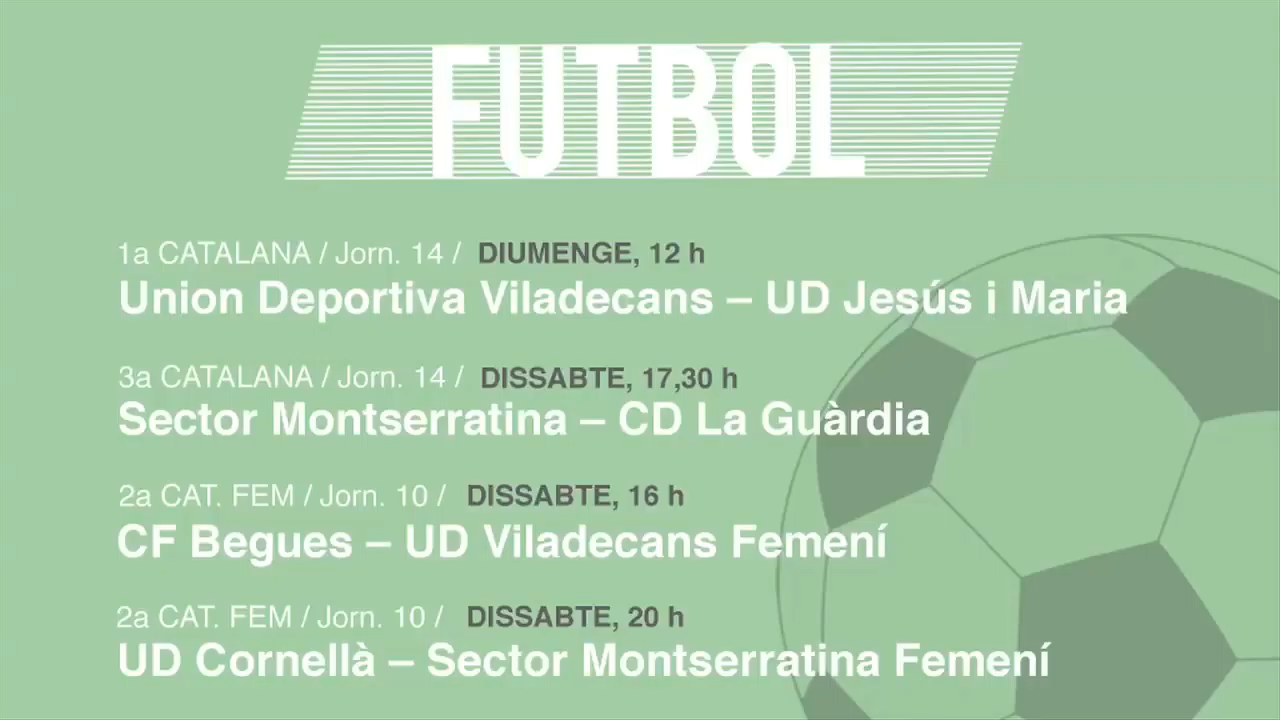 FUTBOL
1a CATALANA / Jorn. 14 / DIUMENGE, 12 h
Union Deportiva Viladecans – UD Jesús i Maria
3a CATALANA / Jorn. 14 / DISSABTE, 17,30 h
Sector Montserratina – CD La Guàrdia
2a CAT. FEM / Jorn. 10 / DISSABTE, 16 h
CF Begues – UD Viladecans Femení
2a CAT. FEM / Jorn. 10 / DISSABTE, 20 h
UD Cornellà – Sector Montserratina Femení